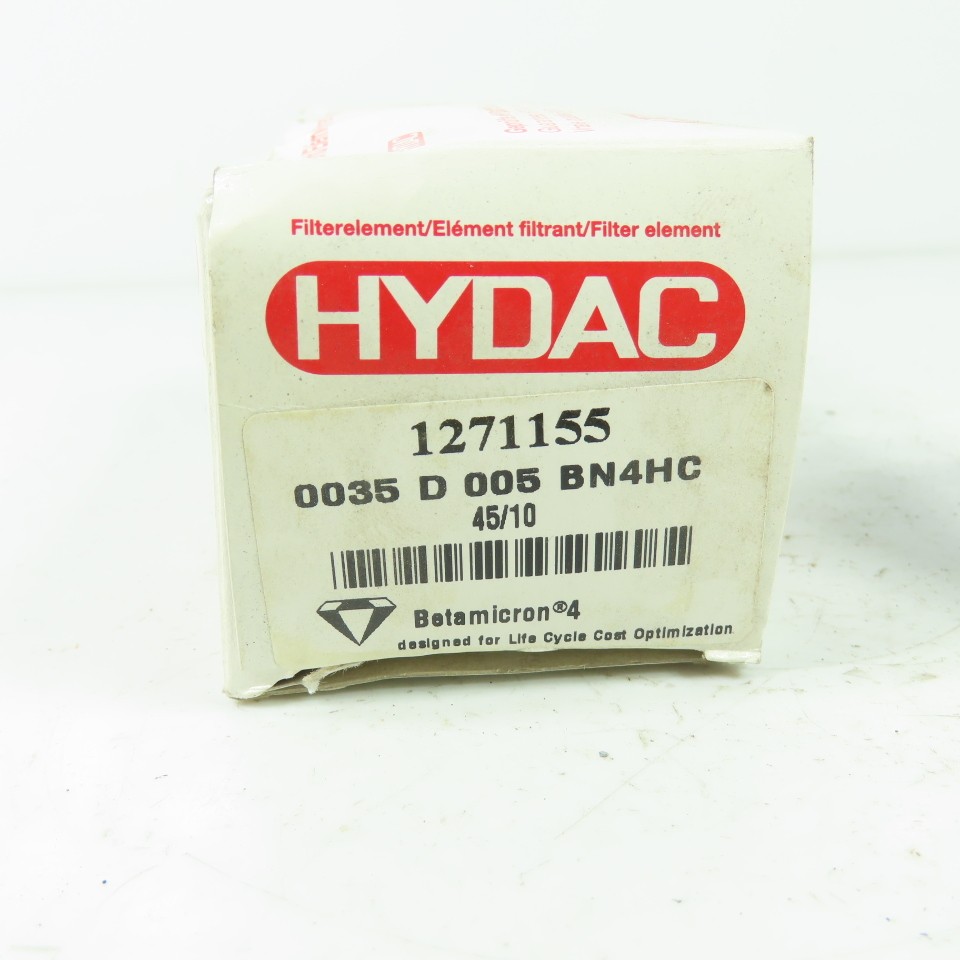 Filterelement/Elément filtrant/Filter element
HYDAC
1271155
0035 D 005 BN4HC
45/10
Betamicron®4
designed for Life Cycle Cost Optimization